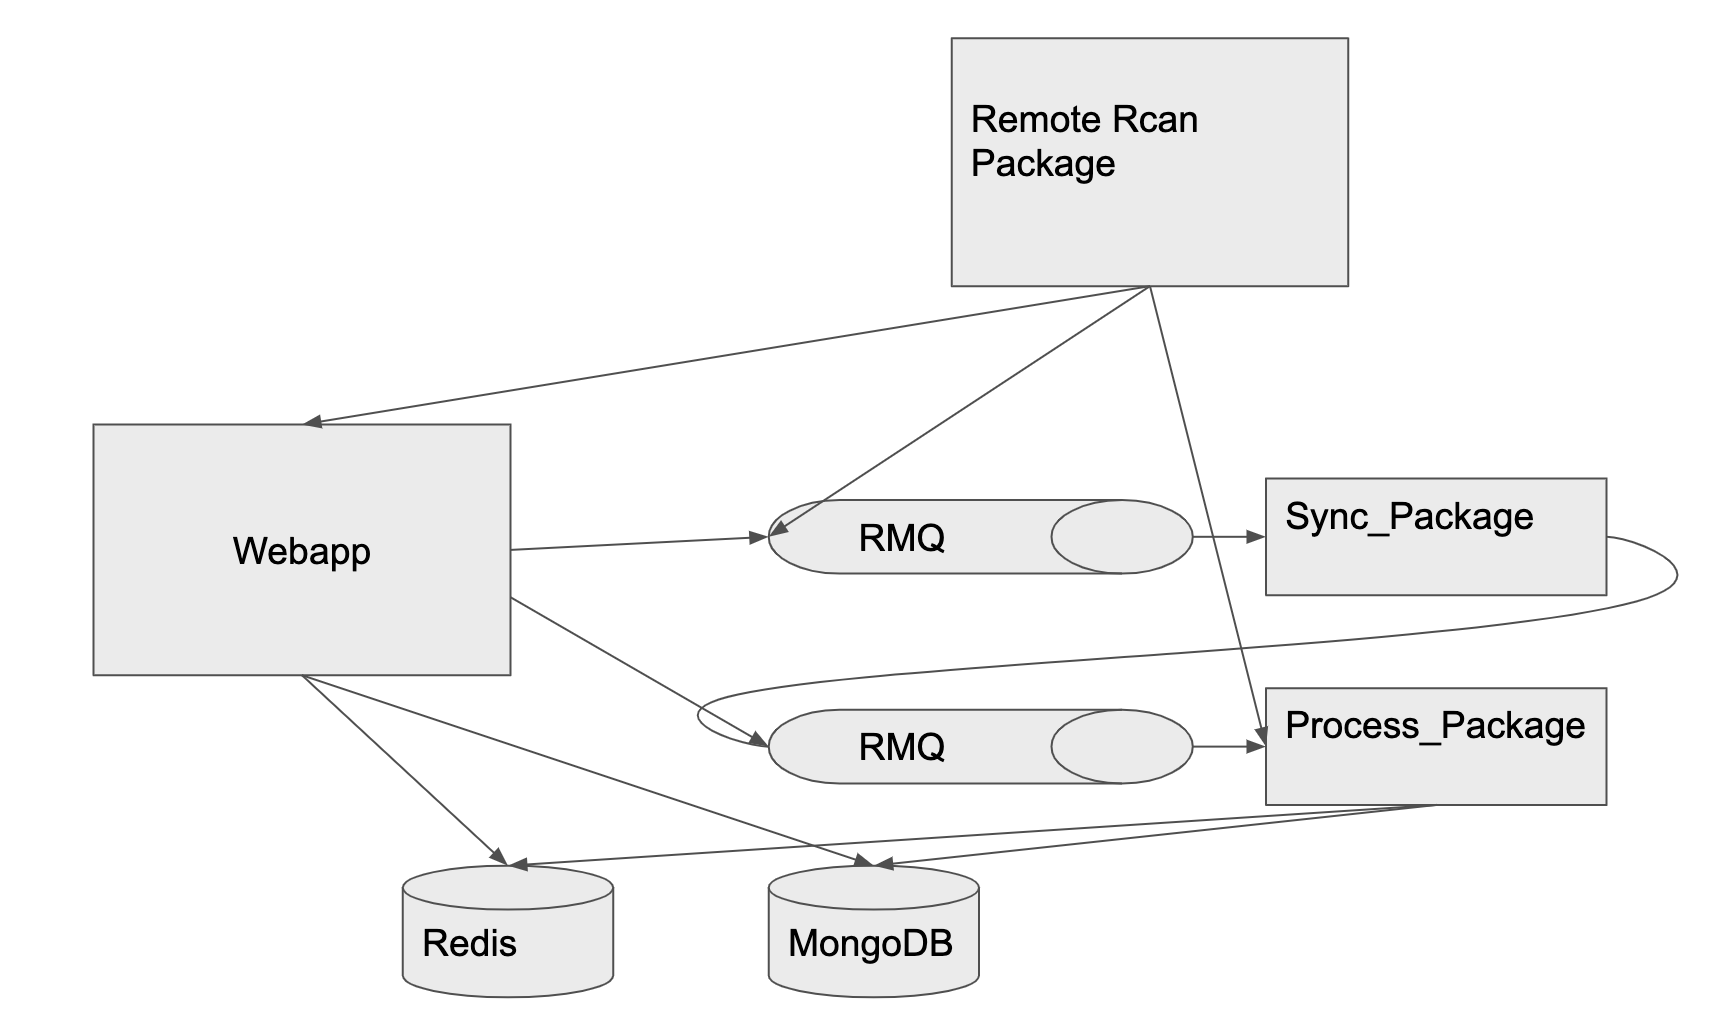 Remote Rcan
Package
Webapp
RMQ
Sync_Package
RMQ
Process_Package
Redis
MongoDB